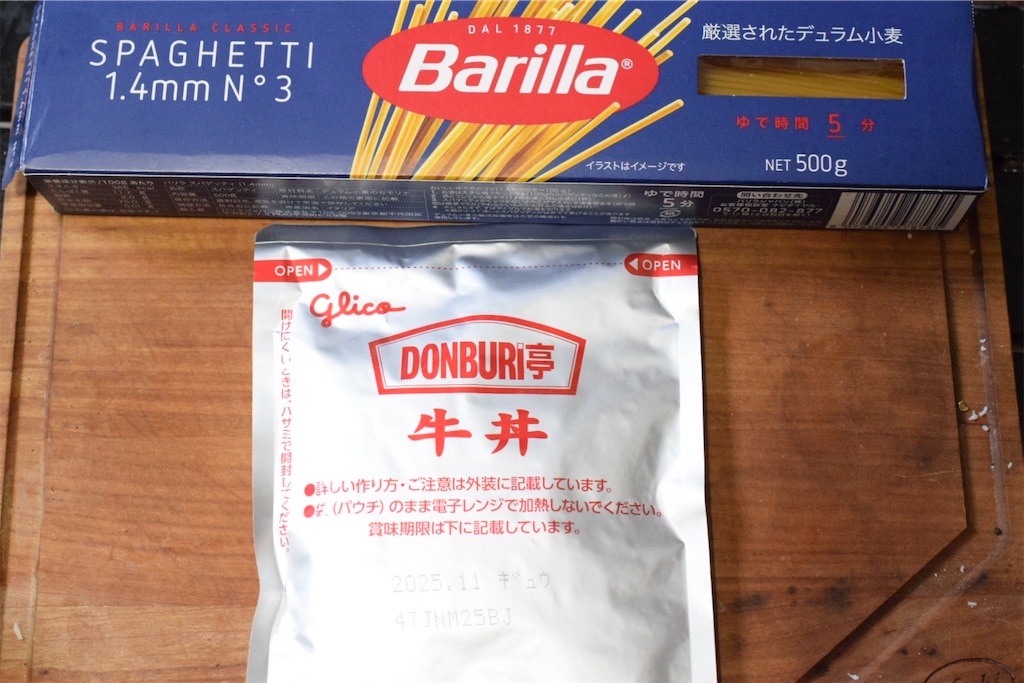 BARILLA CLASSIC
SPAGHETTI
1.4mm N°3
DAL 1877
Barilla®
厳選されたデュラム小麦
ゆで時間 5 分
イラストはイメージです
NET 500g
ゆで時間
5分
0570-082-877
OPEN
OPEN
Glico
DONBURI亭
牛丼
開けにくいときは、ハサミで開封してください。
●詳しい作り方・ご注意は外装に記載しています。
●袋(パウチ)のまま電子レンジで加熱しないでください。
賞味期限は下に記載しています。
2025.11 ギュウ
4TJNM25BJ